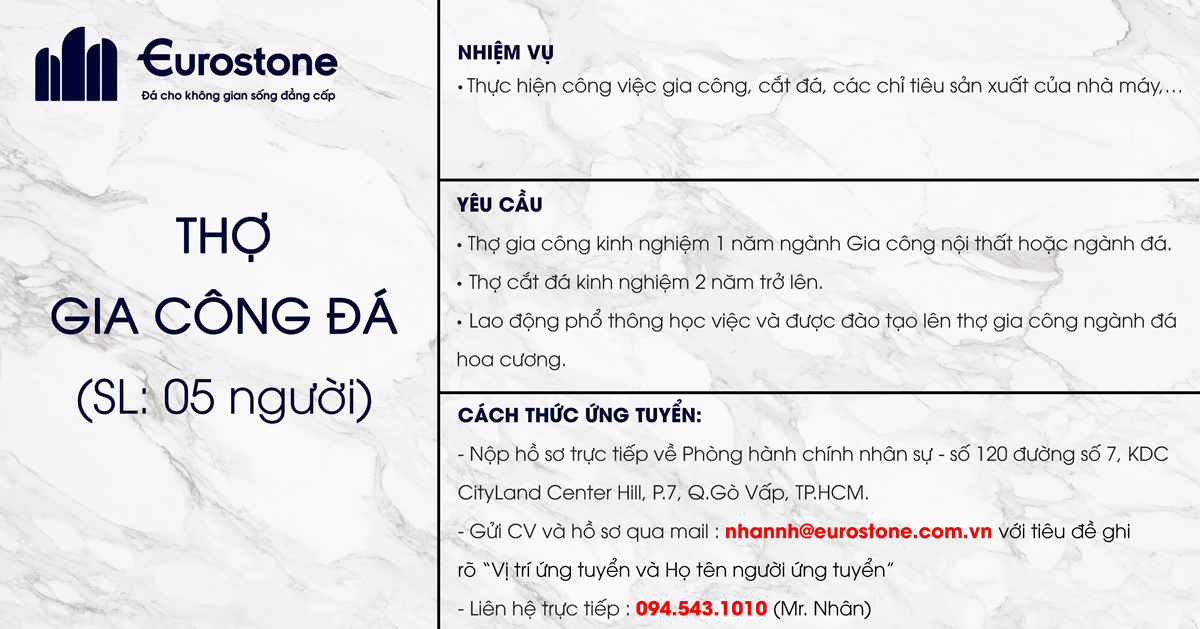 Eurostone
Đá cho không gian sống đẳng cấp
THỢ
GIA CÔNG ĐÁ
(SL: 05 người)
NHIỆM VỤ
• Thực hiện công việc gia công, cắt đá, các chỉ tiêu sản xuất của nhà máy,...
YÊU CẦU
• Thợ gia công kinh nghiệm 1 năm ngành Gia công nội thất hoặc ngành đá.
• Thợ cắt đá kinh nghiệm 2 năm trở lên.
• Lao động phổ thông học việc và được đào tạo lên thợ gia công ngành đá
hoa cương.
CÁCH THỨC ỨNG TUYỂN:
- Nộp hồ sơ trực tiếp về Phòng hành chính nhân sự - số 120 đường số 7, KDC
CityLand Center Hill, P.7, Q.Gò Vấp, TP.HCM.
- Gửi CV và hồ sơ qua mail : nhannh@eurostone.com.vn với tiêu đề ghi
rõ “Vị trí ứng tuyển và Họ tên người ứng tuyển”
- Liên hệ trực tiếp : 094.543.1010 (Mr. Nhân)